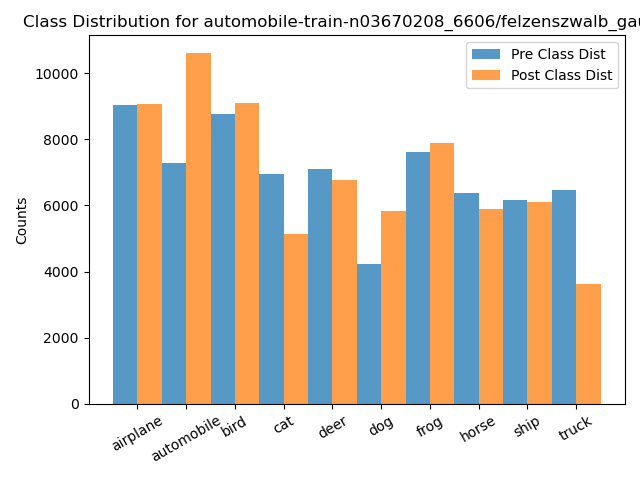 Class Distribution for automobile-train-n03670208_6606/felzenszwalb_gau
Pre Class Dist
Post Class Dist
10000
8000
6000
4000
2000
0
Counts
airplane
automobile
bird
cat
deer
dog
frog
horse
ship
truck